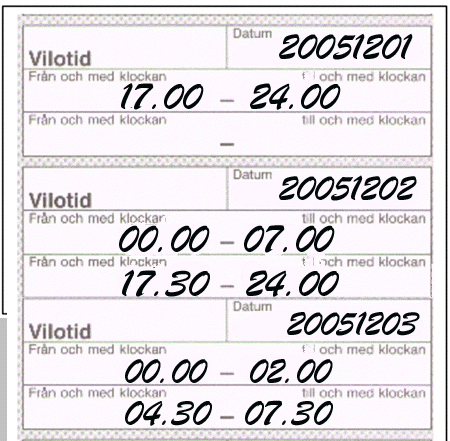 Datum 20051201
Vilotid
Från och med klockan till och med klockan
17.00 – 24.00
Från och med klockan till och med klockan
–
Datum 20051202
Vilotid
Från och med klockan till och med klockan
00.00 – 07.00
Från och med klockan till och med klockan
17.30 – 24.00
Datum 20051203
Vilotid
Från och med klockan till och med klockan
00.00 – 02.00
Från och med klockan till och med klockan
04.30 – 07.30